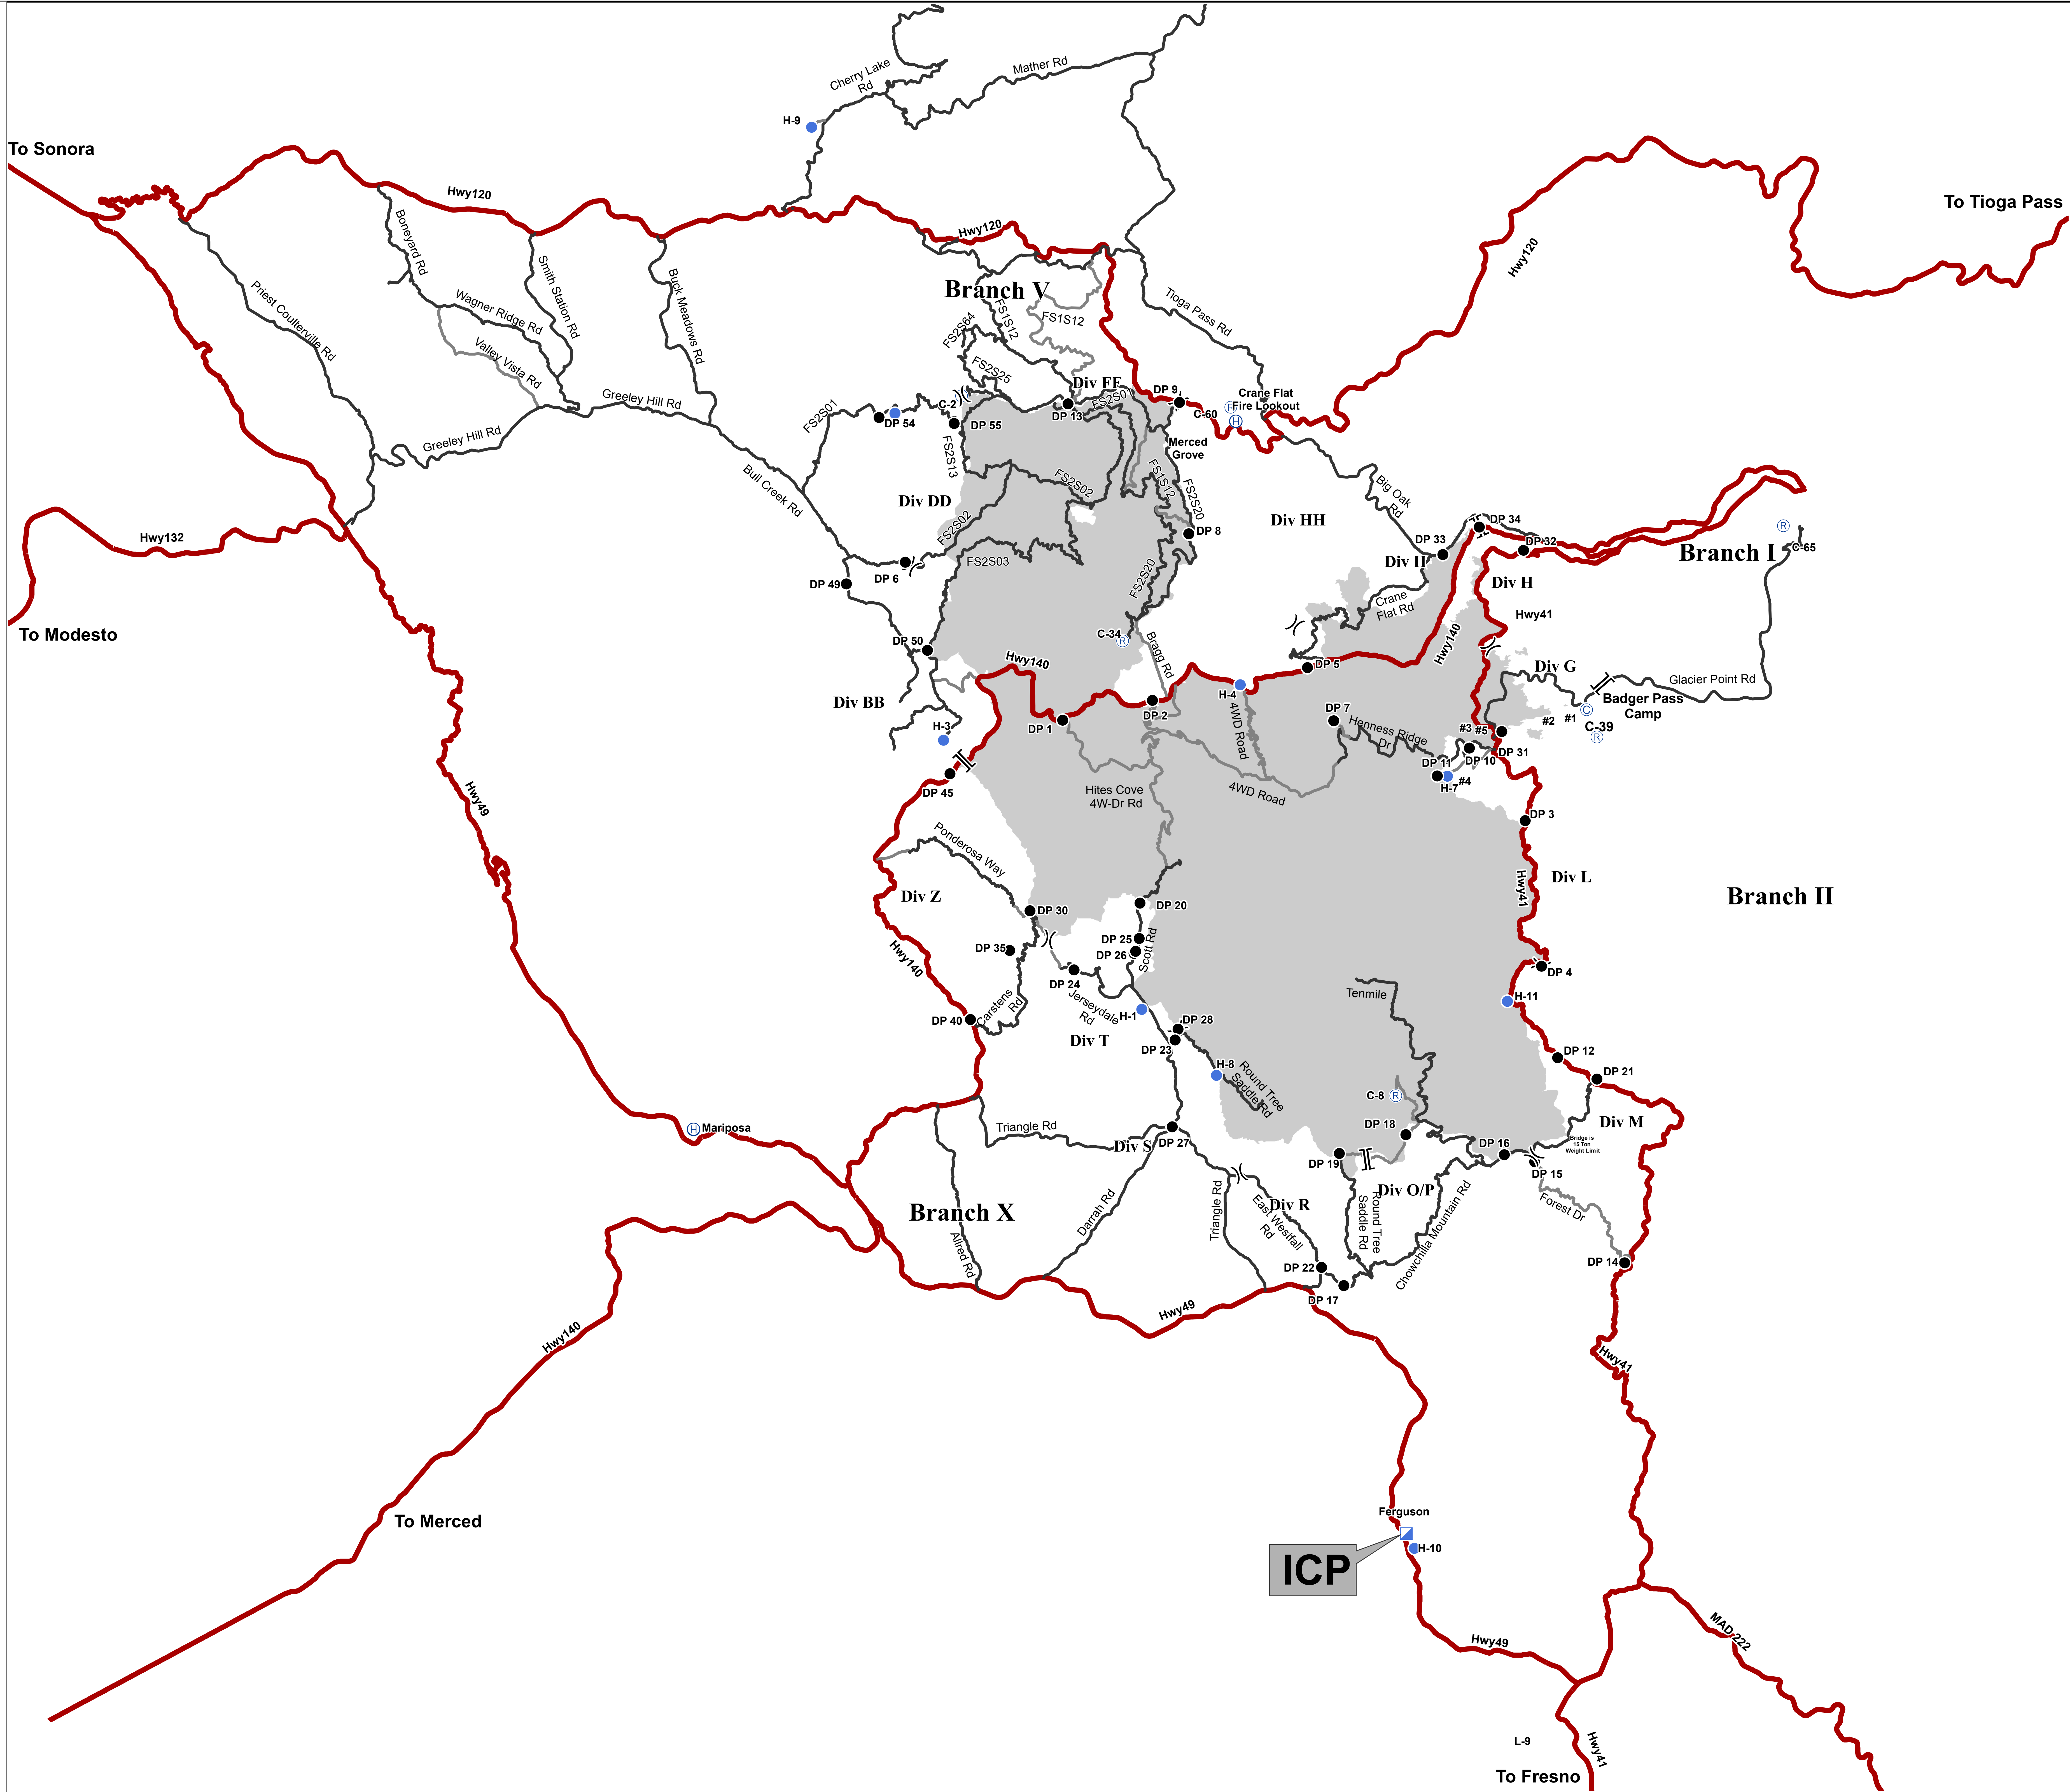 Cherry Lake
Rd
Mather Rd
H-9
To Sonora
Hwy120
To Tioga Pass
Hwy120
Hwy120
Boneyard Rd
Smith Station Rd
Buck Meadows Rd
Priest Coulterville Rd
Wagner Ridge Rd
Valley Vista Rd
Branch V
FS1S12
FS1S12
FS2S64
FS2S25
Tioga Pass Rd
Div FF
FS2S01
DP 9
Crane Flat
Fire Lookout
R
H
C-60
Greeley Hill Rd
Greeley Hill Rd
FS2S01
DP 54
C-2
DP 55
DP 13
Merced
Grove
FS2S13
FS2S02
FS1S12
FS2S20
Bull Creek Rd
Div DD
FS2S02
Div HH
Big Oak
Rd
DP 34
DP 33
DP 32
DP 8
Branch I
R
C-65
Hwy132
To Modesto
DP 6
FS2S03
DP 49
FS2S20
Div II
Crane
Flat Rd
Div H
Hwy41
Hwy140
DP 50
C-34
R
Bragg Rd
Hwy140
DP 5
Div G
Glacier Point Rd
Badger Pass
Camp
C
C-39
R
#2
#1
Div BB
H-3
DP 1
DP 2
H-4
4WD Road
DP 7
Henness Ridge
Dr
#3
#5
DP 31
DP 10
DP 11
H-7
#4
DP 45
Hites Cove
4W-Dr Rd
4WD Road
DP 3
Hwy49
Ponderosa Way
Div Z
Div L
Hwy41
Branch II
DP 30
DP 20
DP 35
DP 25
DP 26
Scott Rd
Hwy140
DP 24
DP 4
Tenmile
H-11
Carstens
Rd
DP 40
Jerseydale
Rd
H-1
DP 28
DP 23
Div T
H-8
Round Tree
Saddle Rd
DP 12
DP 21
C-8
R
H
Mariposa
Triangle Rd
Div S
DP 27
DP 18
DP 16
Div M
Bridge is
15 Ton
Weight Limit
DP 19
DP 15
Branch X
Allred Rd
Darrah Rd
Triangle Rd
Div R
East Westfall
Rd
Round Tree
Saddle Rd
Div O/P
Chowchilla Mountain Rd
Forest Dr
DP 22
DP 17
DP 14
Hwy49
Hwy140
Hwy41
To Merced
Ferguson
ICP
H-10
Hwy49
MAD 222
L-9
Hwy41
To Fresno